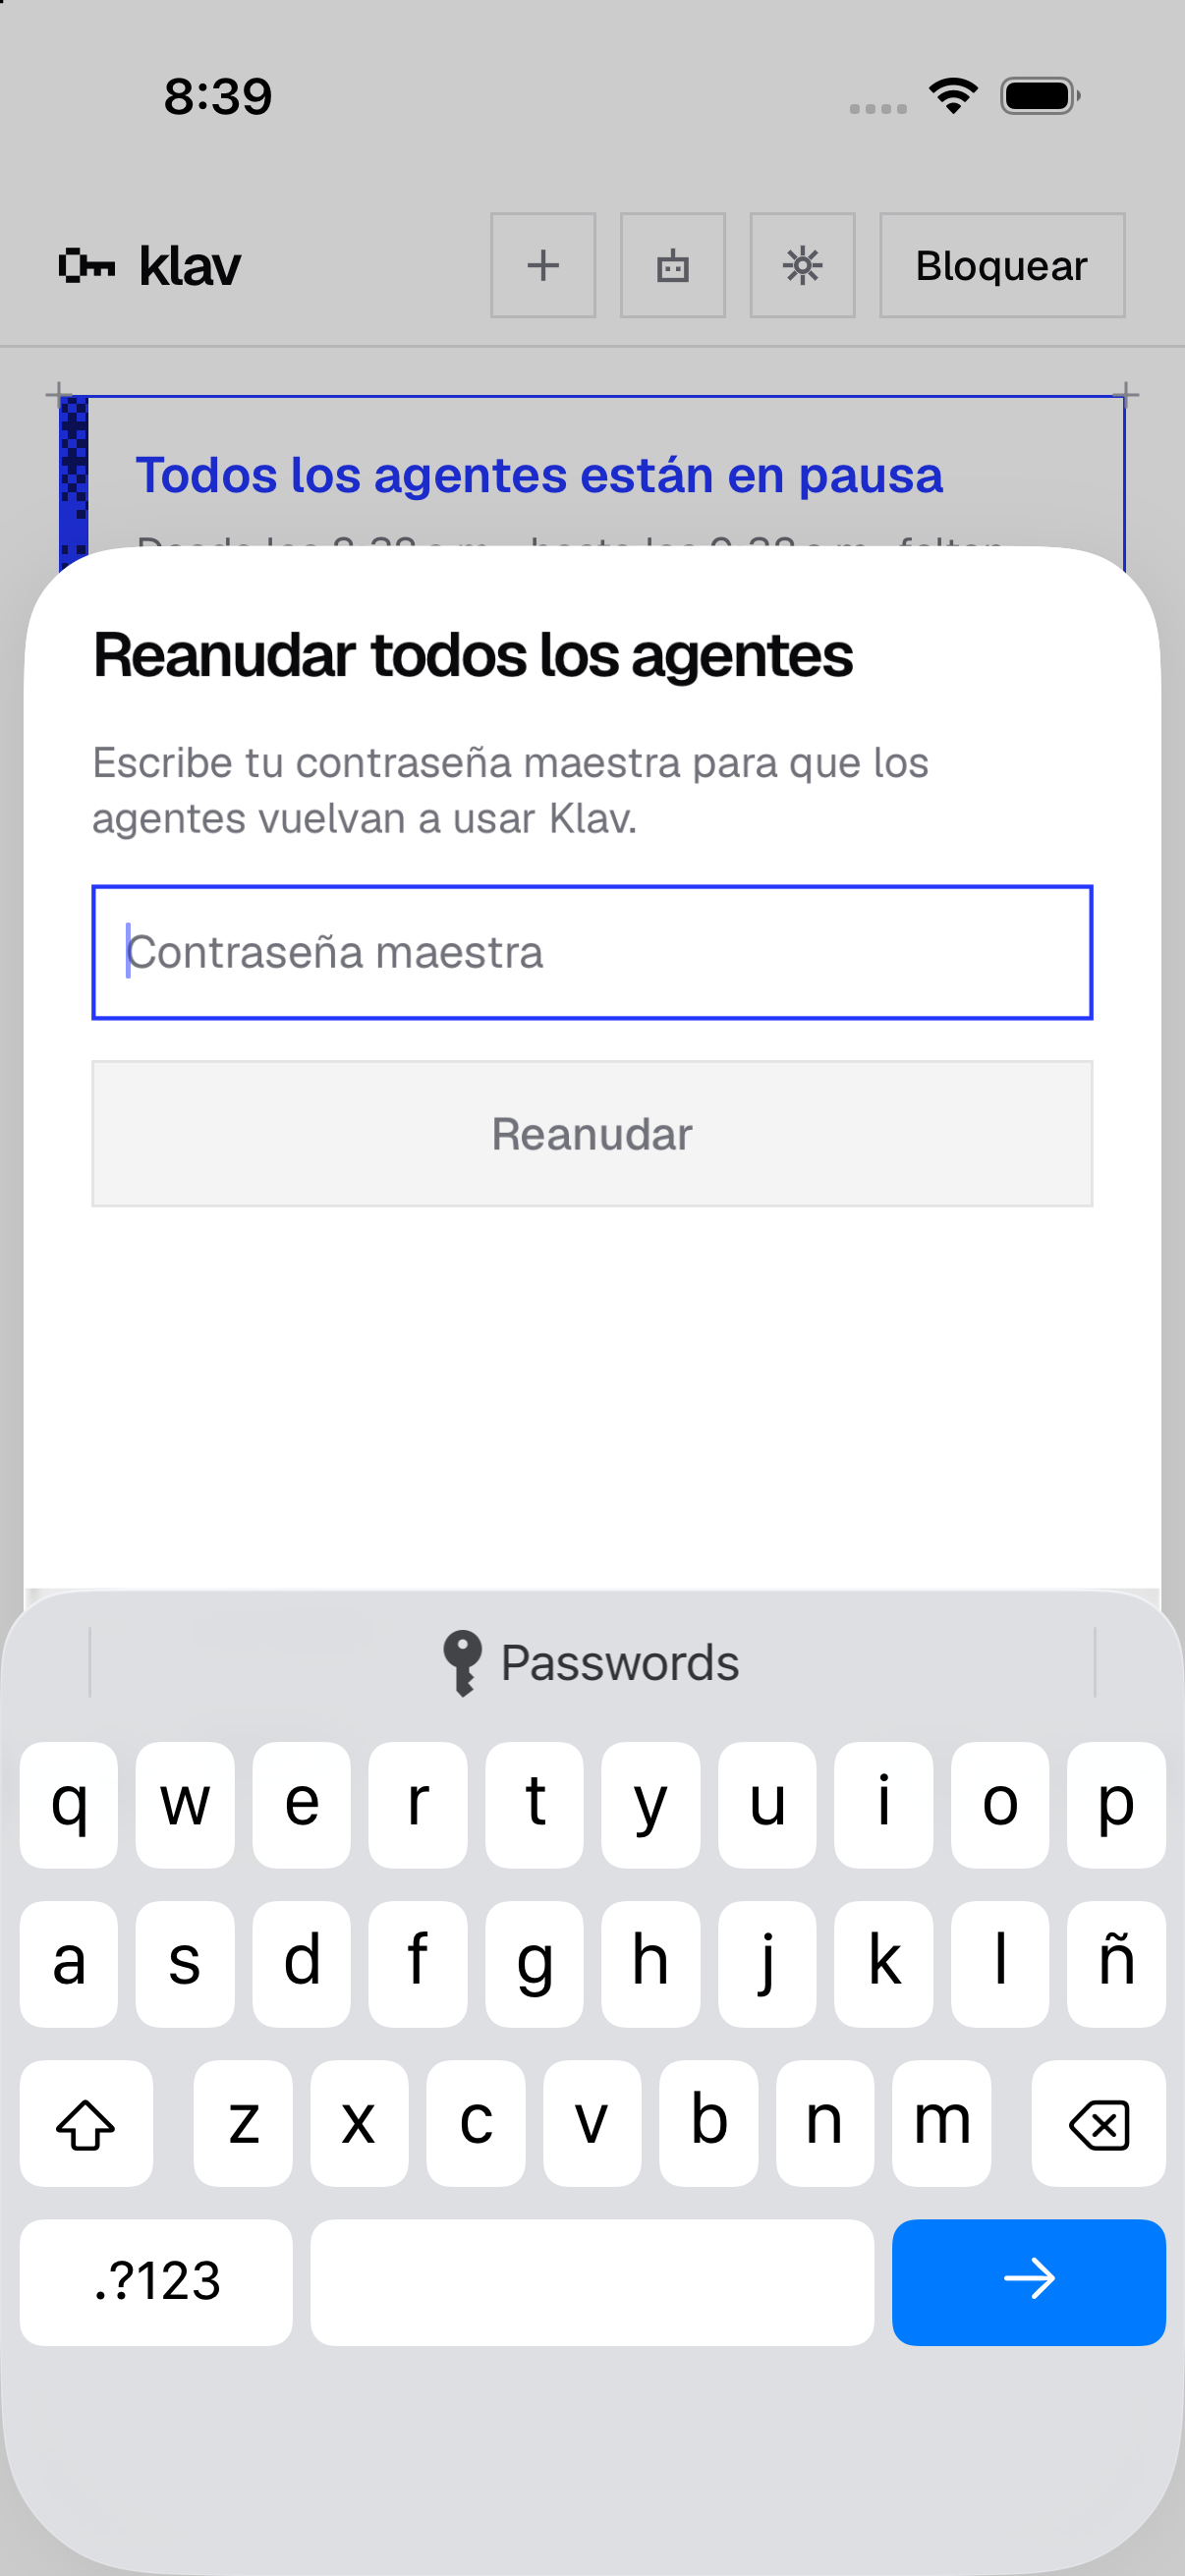 8:39
klav
Bloquear
Todos los agentes están en pausa
Reanudar todos los agentes
Escribe tu contraseña maestra para que los
agentes vuelvan a usar Klav.
Contraseña maestra
Reanudar
Passwords
q w e r t y u i o p
a s d f g h j k l ñ
z x c v b n m
.?123